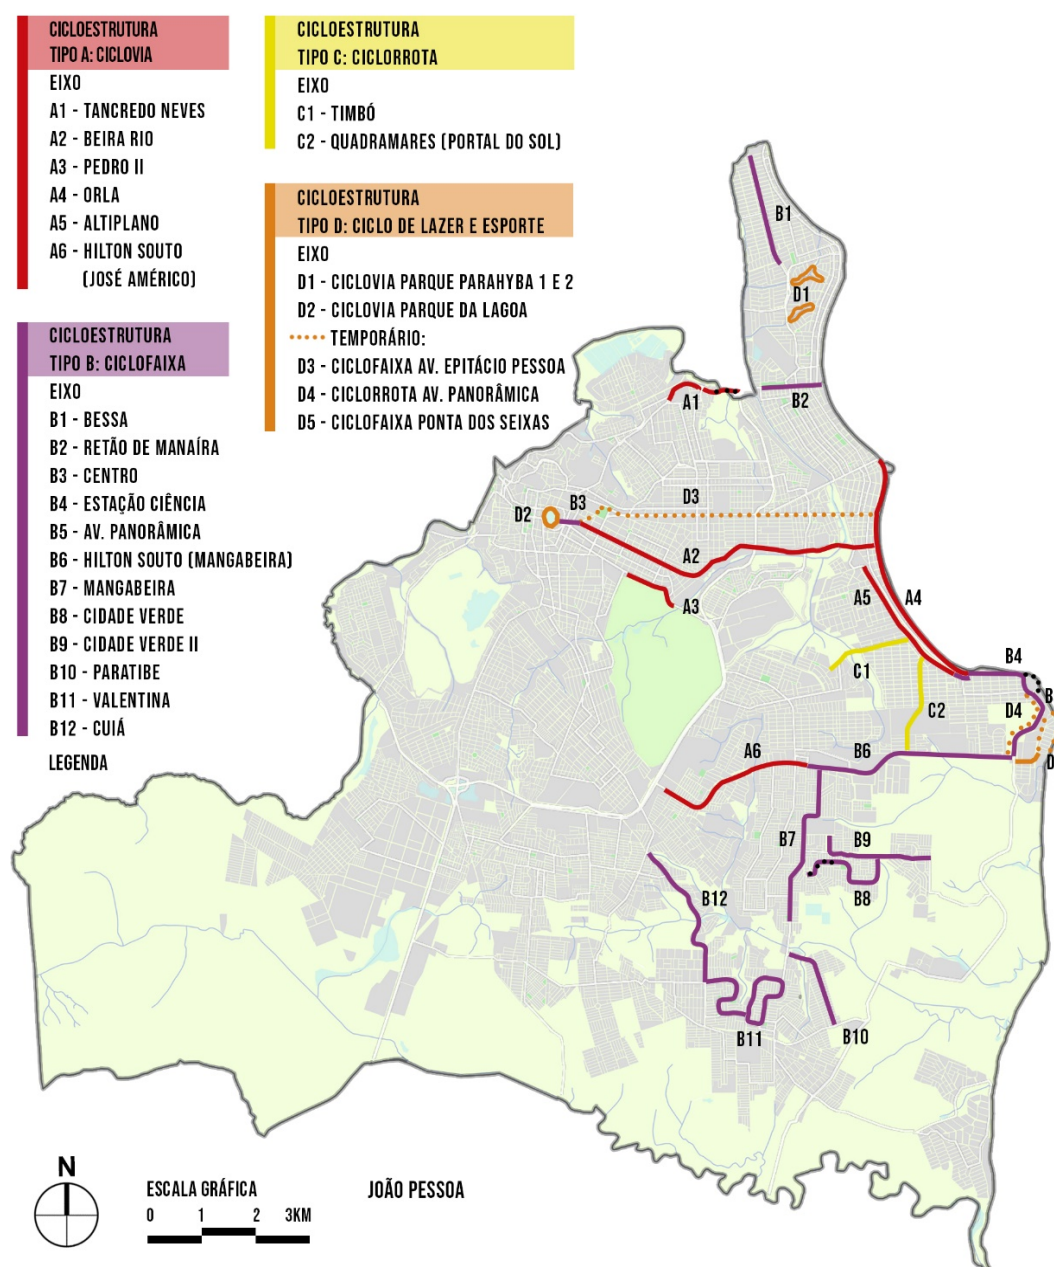 CICLOESTRUTURA
TIPO A: CICLOVIA
EIXO
A1 - TANCREDO NEVES
A2 - BEIRA RIO
A3 - PEDRO II
A4 - ORLA
A5 - ALTIPLANO
A6 - HILTON SOUTO
(JOSÉ AMÉRICO)
CICLOESTRUTURA
TIPO B: CICLOFAIXA
EIXO
B1 - BESSA
B2 - RETÃO DE MANAÍRA
B3 - CENTRO
B4 - ESTAÇÃO CIÊNCIA
B5 - AV. PANORÂMICA
B6 - HILTON SOUTO (MANGABEIRA)
B7 - MANGABEIRA
B8 - CIDADE VERDE
B9 - CIDADE VERDE II
B10 - PARATIBE
B11 - VALENTINA
B12 - CUIÁ
LEGENDA
CICLOESTRUTURA
TIPO C: CICLORROTA
EIXO
C1 - TIMBÓ
C2 - QUADRAMARES (PORTAL DO SOL)
CICLOESTRUTURA
TIPO D: CICLO DE LAZER E ESPORTE
EIXO
D1 - CICLOVIA PARQUE PARAHYBA 1 E 2
D2 - CICLOVIA PARQUE DA LAGOA
TEMPORÁRIO:
D3 - CICLOFAIXA AV. EPITÁCIO PESSOA
D4 - CICLORROTA AV. PANORÂMICA
D5 - CICLOFAIXA PONTA DOS SEIXAS
B1
D1
B2
A1
D3
B3
D2
A2
A3
A5
A4
C1
B4
B
C2
D4
D
A6
B6
B7
B9
B8
B12
B11
B10
N
ESCALA GRÁFICA
0 1 2 3KM
JOÃO PESSOA